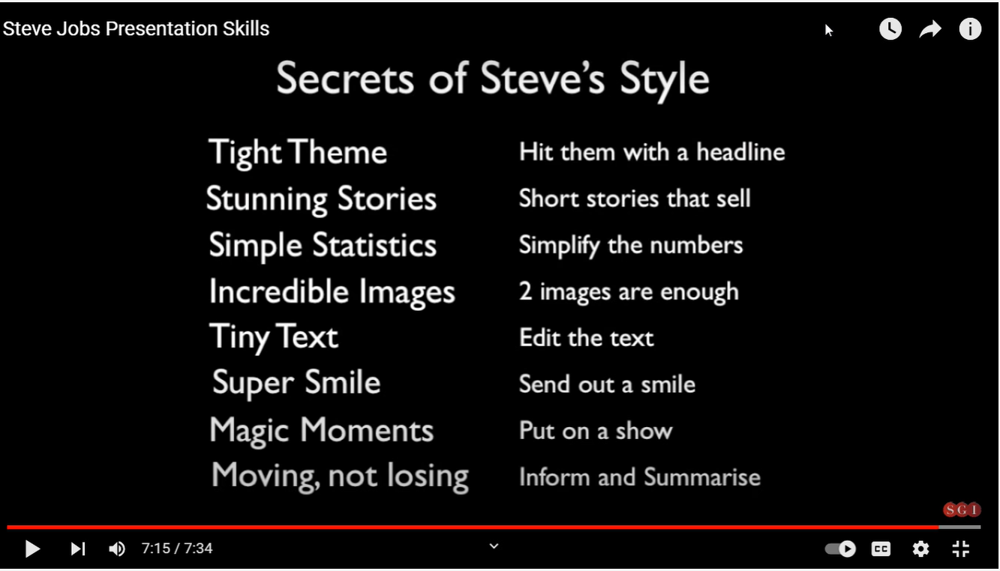 Steve Jobs Presentation Skills
Secrets of Steve's Style
Tight Theme Hit them with a headline
Stunning Stories Short stories that sell
Simple Statistics Simplify the numbers
Incredible Images 2 images are enough
Tiny Text Edit the text
Super Smile Send out a smile
Magic Moments Put on a show
Moving, not losing Inform and Summarise
SGI
7:15 / 7:34 CC